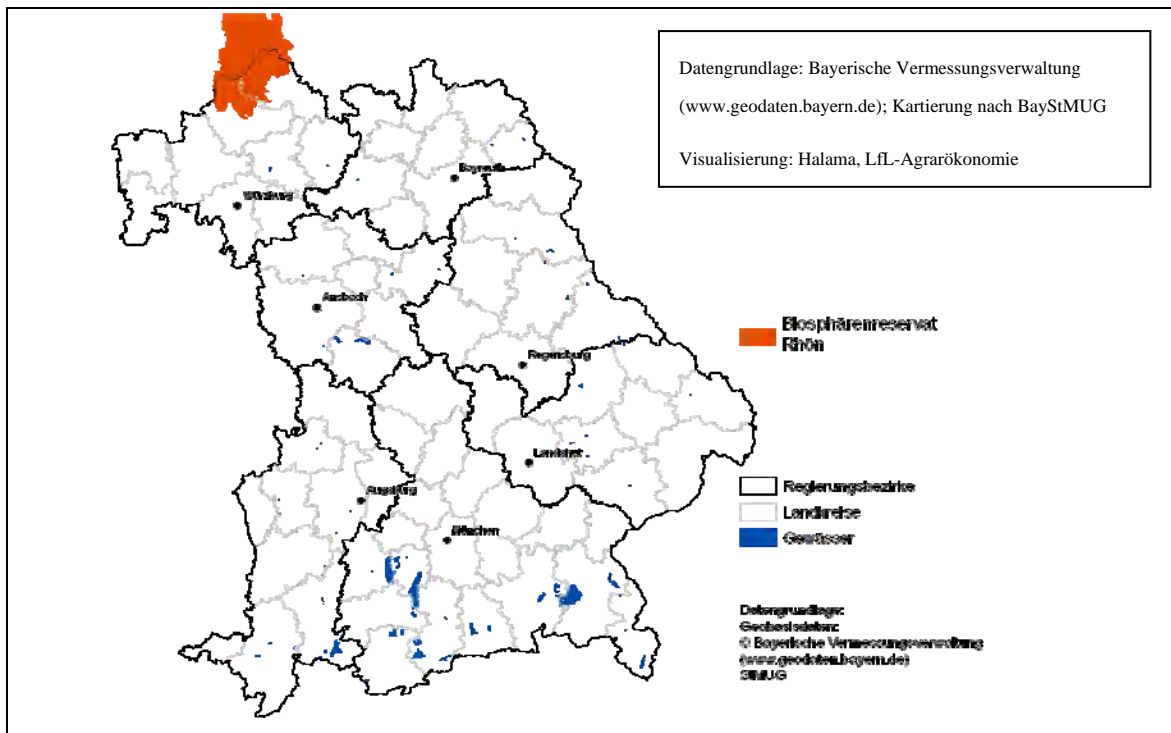 Datengrundlage: Bayerische Vermessungsverwaltung
(www.geodaten.bayern.de); Kartierung nach BayStMUG
Visualisierung: Halama, LfL-Agrarökonomie
Bayreuth
Würzburg
Ansbach
Biosphärenreservat
Rhön
Regensburg
Landshut
Augsburg
Regierungsbezirke
Landkreise
München
Gewässer
Datengrundlage:
Geobasisdaten:
© Bayerische Vermessungsverwaltung
(www.geodaten.bayern.de)
StMUG